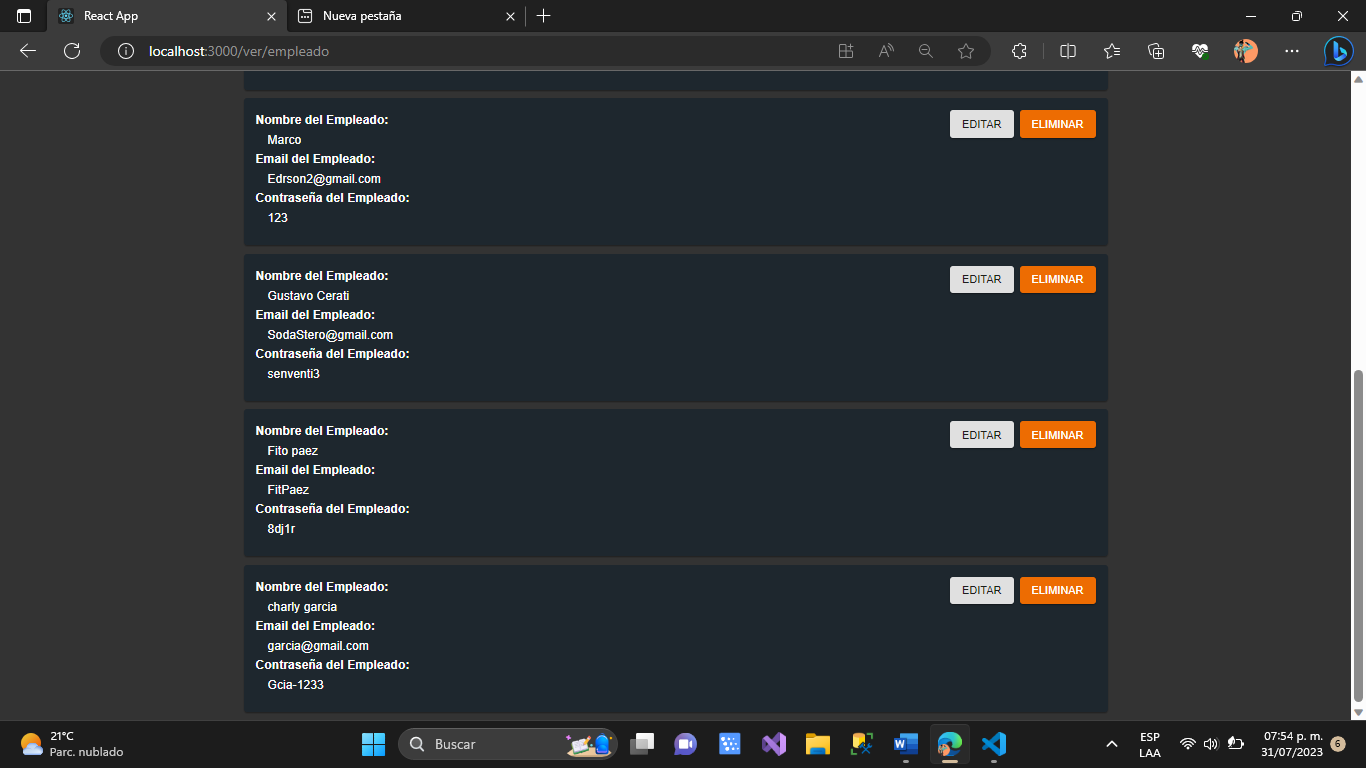 React App
Nueva pestaña
localhost:3000/ver/empleado
Nombre del Empleado:
Marco
Email del Empleado:
Edrson2@gmail.com
Contraseña del Empleado:
123
EDITAR
ELIMINAR
Nombre del Empleado:
Gustavo Cerati
Email del Empleado:
SodaStero@gmail.com
Contraseña del Empleado:
senventi3
EDITAR
ELIMINAR
Nombre del Empleado:
Fito paez
Email del Empleado:
FitPaez
Contraseña del Empleado:
8dj1r
EDITAR
ELIMINAR
Nombre del Empleado:
charly garcia
Email del Empleado:
garcia@gmail.com
Contraseña del Empleado:
Gcia-1233
EDITAR
ELIMINAR
21°C
Parc. nublado
Buscar
ESP
LAA
07:54 p. m.
31/07/2023
6